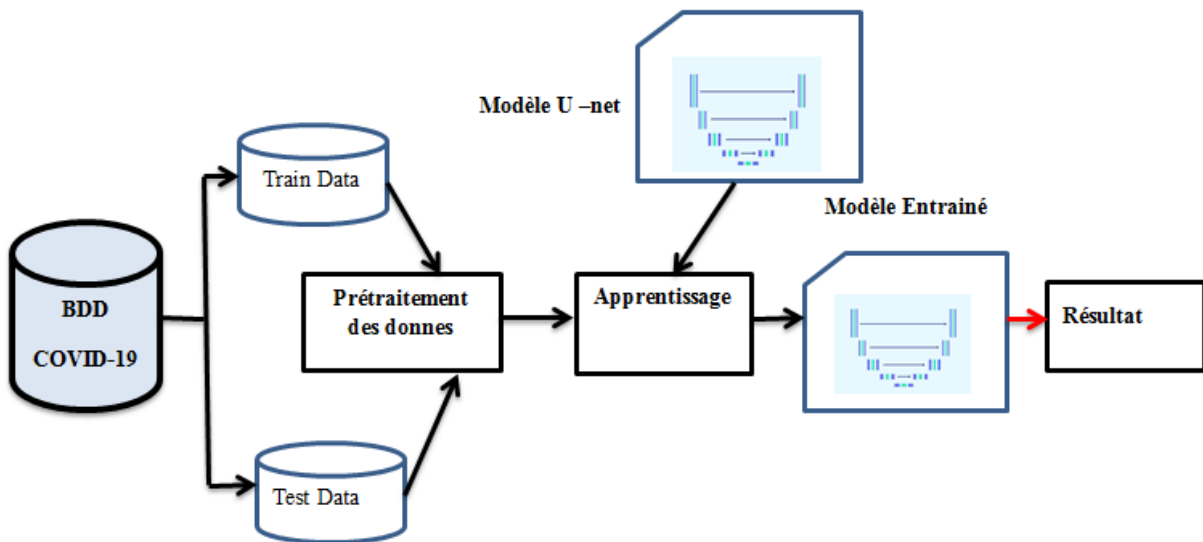 Modèle U –net
Train Data
Modèle Entrainé
BDD
COVID-19
Prétraitement
des donnes
Apprentissage
Résultat
Test Data